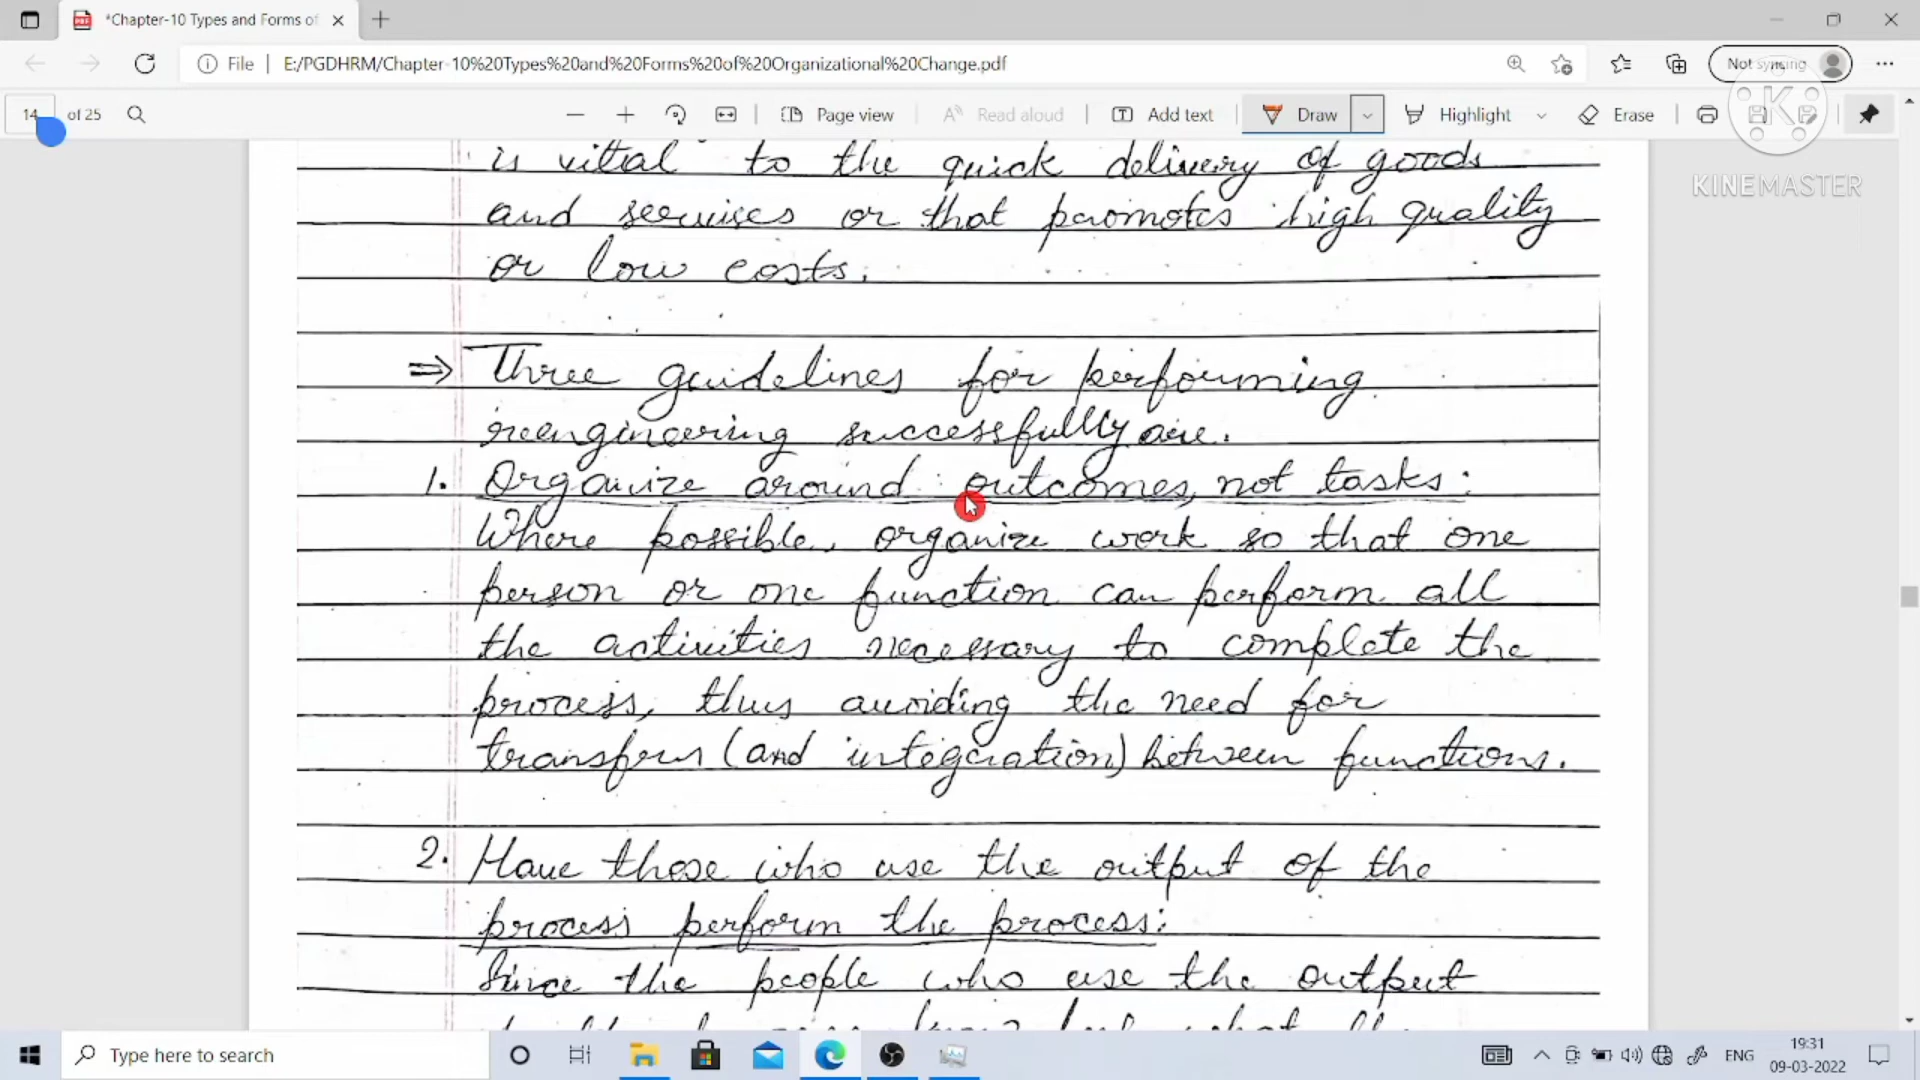 *Chapter-10 Types and Forms of
File E:/PGDHRM/Chapter-10%20Types%20and%20Forms%20of%20Organizational%20Change.pdf Not syncing
14 of 25 Page view Read aloud Add text Draw Highlight Erase
KINEMASTER
is vital to the quick delivery of goods
and services or that promotes high quality
or low costs.
⇒ Three guidelines for performing
reengineering successfully are.
1. Organize around outcomes, not tasks:
Where possible, organize work so that one
person or one function can perform all
the activities necessary to complete the
process, thus avoiding the need for
transfers (and integration) between functions.
2. Have those who use the output of the
process perform the process:
Since the people who use the output
Type here to search
ENG
19:31
09-03-2022